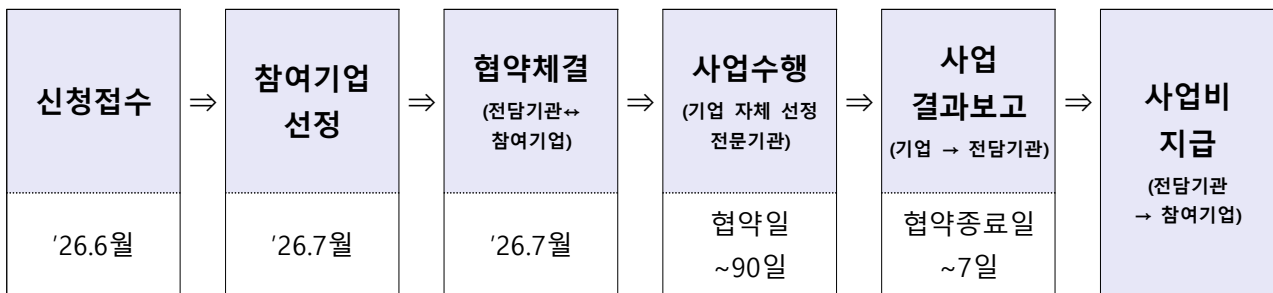 신청접수
'26.6월
⇒
참여기업
선정
'26.7월
⇒
협약체결
(전담기관↔
참여기업)
'26.7월
⇒
사업수행
(기업 자체 선정
전문기관)
협약일
~90일
⇒
사업
결과보고
(기업 → 전담기관)
협약종료일
~7일
⇒
사업비
지급
(전담기관
→ 참여기업)